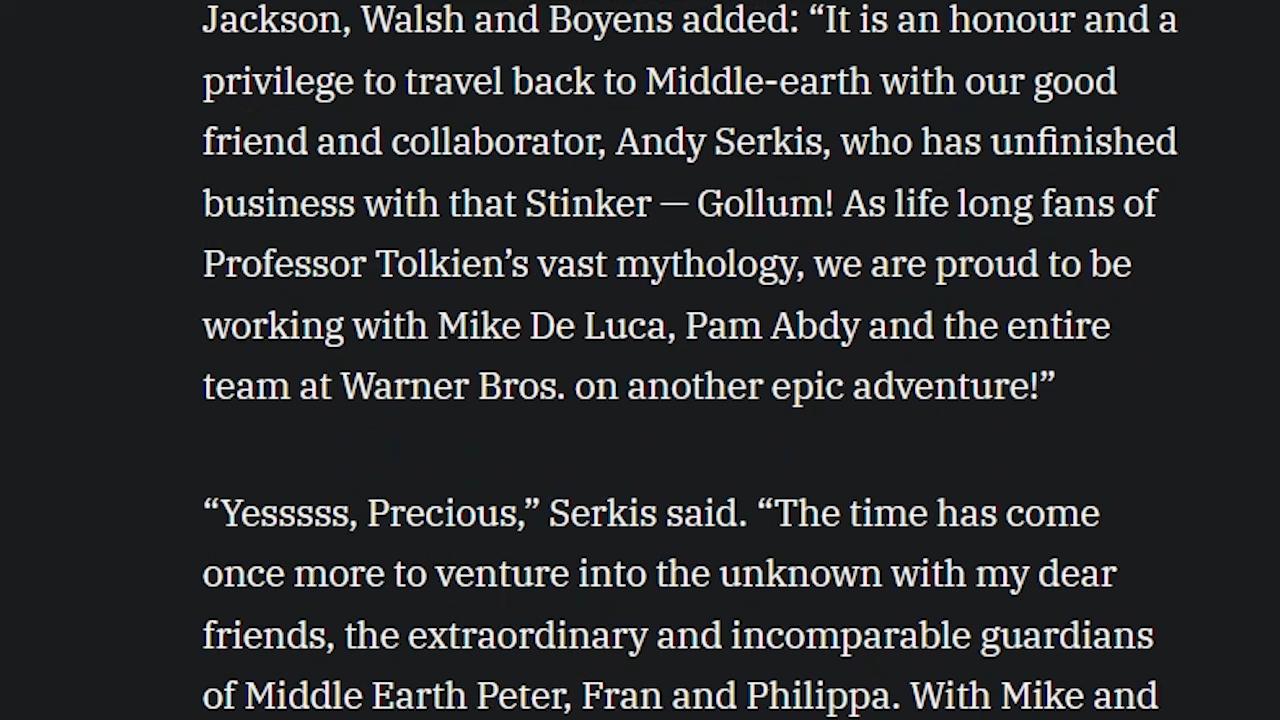 Jackson, Walsh and Boyens added: “It is an honour and a
privilege to travel back to Middle-earth with our good
friend and collaborator, Andy Serkis, who has unfinished
business with that Stinker — Gollum! As life long fans of
Professor Tolkien’s vast mythology, we are proud to be
working with Mike De Luca, Pam Abdy and the entire
team at Warner Bros. on another epic adventure!”
“Yesssss, Precious,” Serkis said. “The time has come
once more to venture into the unknown with my dear
friends, the extraordinary and incomparable guardians
of Middle Earth Peter, Fran and Philippa. With Mike and